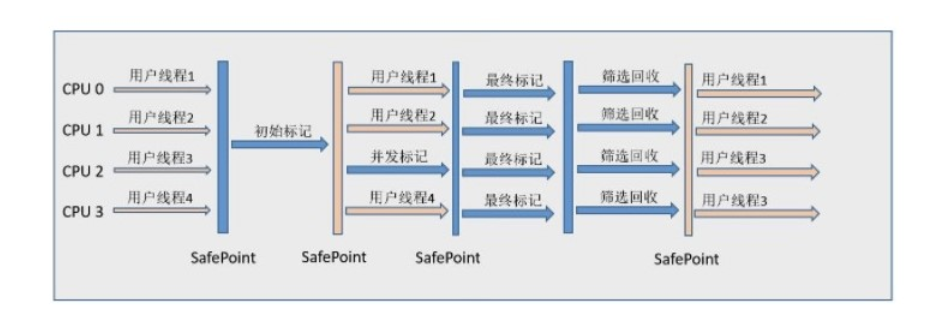 用户线程1 用户线程1 最终标记 筛选回收 用户线程1
CPU 0
用户线程2 初始标记 用户线程2 最终标记 筛选回收 用户线程2
CPU 1
用户线程3 并发标记 最终标记 筛选回收 用户线程3
CPU 2
用户线程4 用户线程4 最终标记 筛选回收 用户线程3
CPU 3
SafePoint SafePoint SafePoint SafePoint